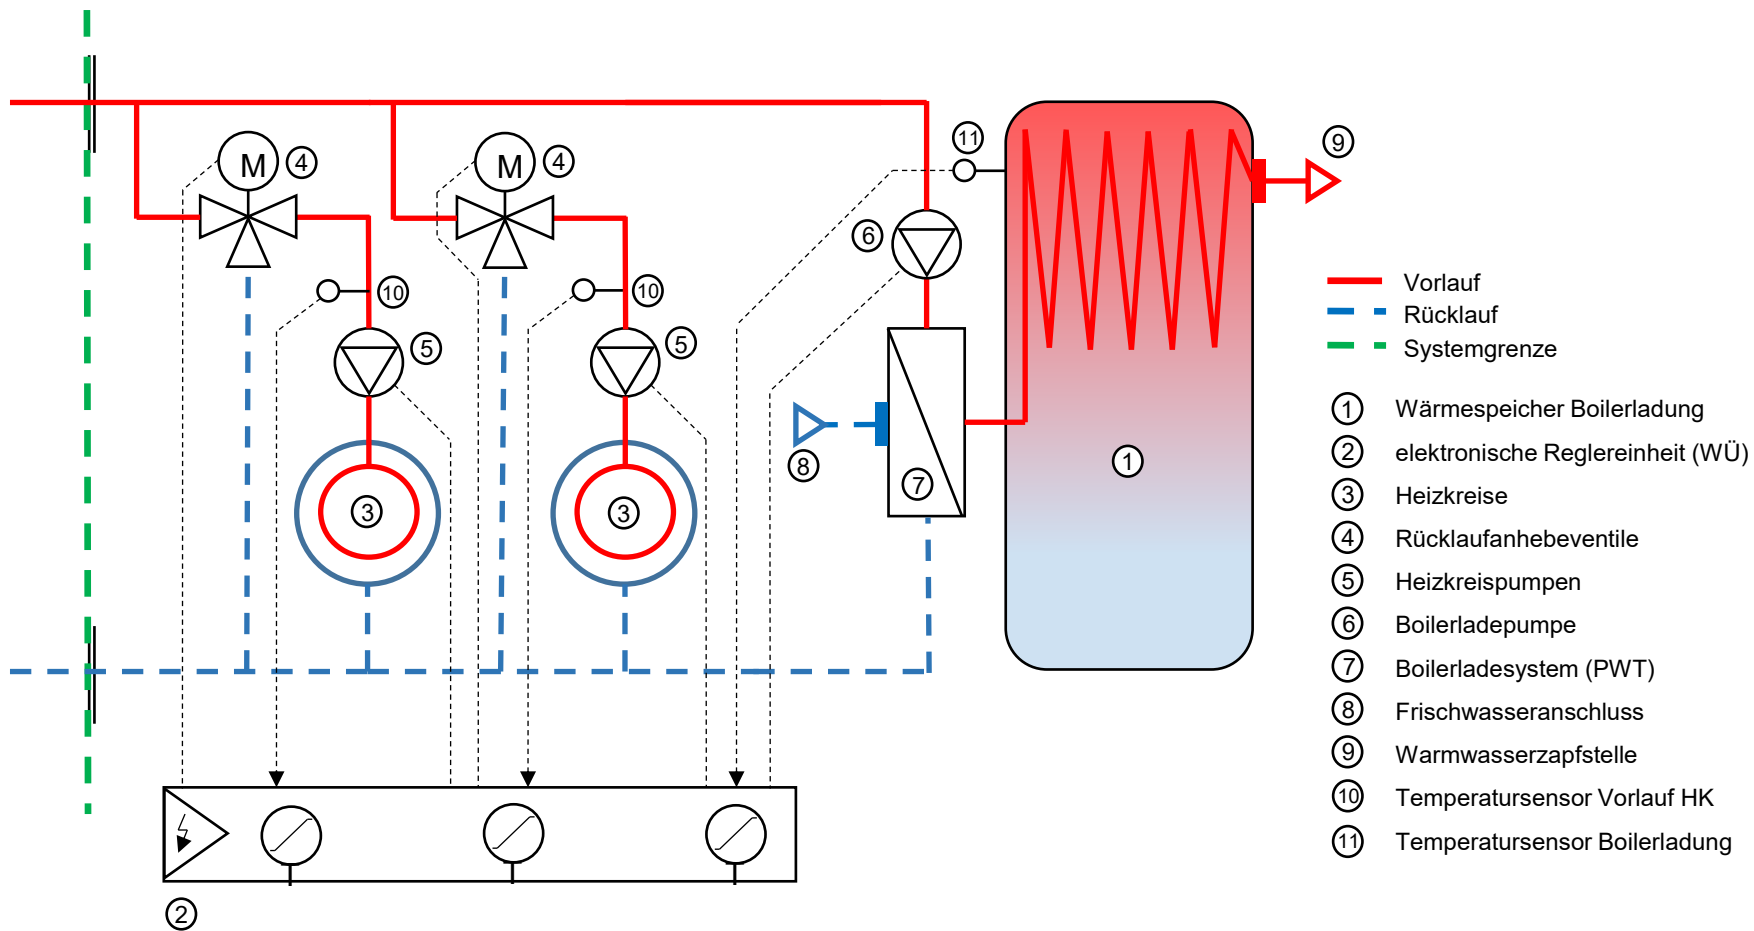 M
4
M
4
11
9
6
10
10
5
5
8
7
3
3
1
2
Vorlauf
Rücklauf
Systemgrenze
1 Wärmespeicher Boilerladung
2 elektronische Reglereinheit (WÜ)
3 Heizkreise
4 Rücklaufanhebeventile
5 Heizkreispumpen
6 Boilerladepumpe
7 Boilerladesystem (PWT)
8 Frischwasseranschluss
9 Warmwasserzapfstelle
10 Temperatursensor Vorlauf HK
11 Temperatursensor Boilerladung